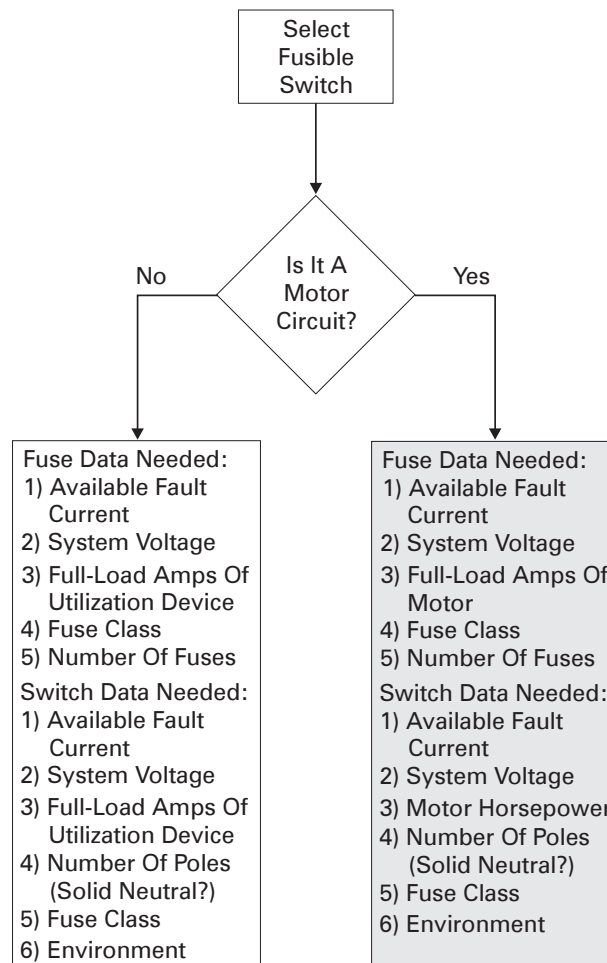 Select
Fusible
Switch
Is It A
Motor
Circuit?
No
Yes
Fuse Data Needed:
1) Available Fault
Current
2) System Voltage
3) Full-Load Amps Of
Utilization Device
4) Fuse Class
5) Number Of Fuses
Switch Data Needed:
1) Available Fault
Current
2) System Voltage
3) Full-Load Amps Of
Utilization Device
4) Number Of Poles
(Solid Neutral?)
5) Fuse Class
6) Environment
Fuse Data Needed:
1) Available Fault
Current
2) System Voltage
3) Full-Load Amps Of
Motor
4) Fuse Class
5) Number Of Fuses
Switch Data Needed:
1) Available Fault
Current
2) System Voltage
3) Motor Horsepower
4) Number Of Poles
(Solid Neutral?)
5) Fuse Class
6) Environment